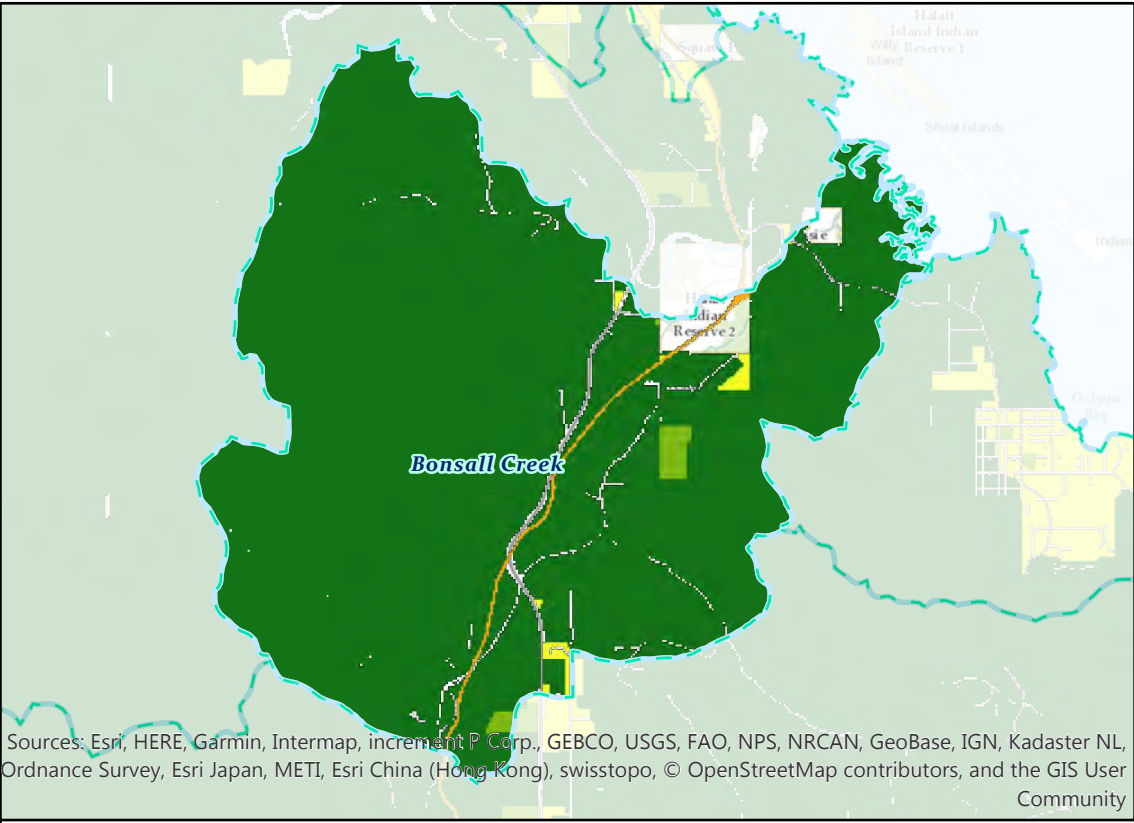 Halalt
Island Indian
Reserve 1
Willy
Island
Squaw
Shoal Islands
sie
Indian
Indian
Reserve 2
Osborn
Bay
Bonsall Creek
Sources: Esri, HERE, Garmin, Intermap, increment P Corp., GEBCO, USGS, FAO, NPS, NRCAN, GeoBase, IGN, Kadaster NL,
Ordnance Survey, Esri Japan, METI, Esri China (Hong Kong), swisstopo, © OpenStreetMap contributors, and the GIS User
Community